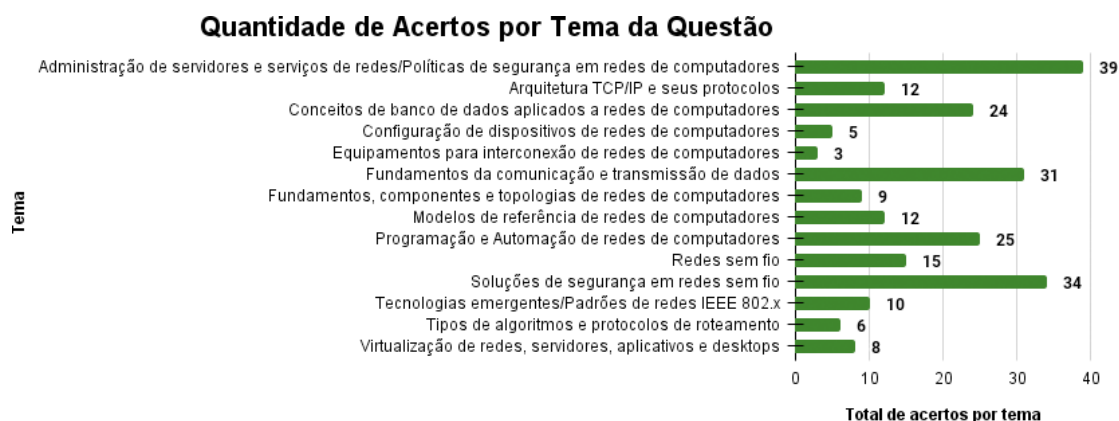 Quantidade de Acertos por Tema da Questão
Administração de servidores e serviços de redes/Políticas de segurança em redes de computadores 39
Arquitetura TCP/IP e seus protocolos 12
Conceitos de banco de dados aplicados a redes de computadores 24
Configuração de dispositivos de redes de computadores 5
Equipamentos para interconexão de redes de computadores 3
Fundamentos da comunicação e transmissão de dados 31
Fundamentos, componentes e topologias de redes de computadores 9
Modelos de referência de redes de computadores 12
Programação e Automação de redes de computadores 25
Redes sem fio 15
Soluções de segurança em redes sem fio 34
Tecnologias emergentes/Padrões de redes IEEE 802.x 10
Tipos de algoritmos e protocolos de roteamento 6
Virtualização de redes, servidores, aplicativos e desktops 8
Tema
0 10 20 30 40
Total de acertos por tema